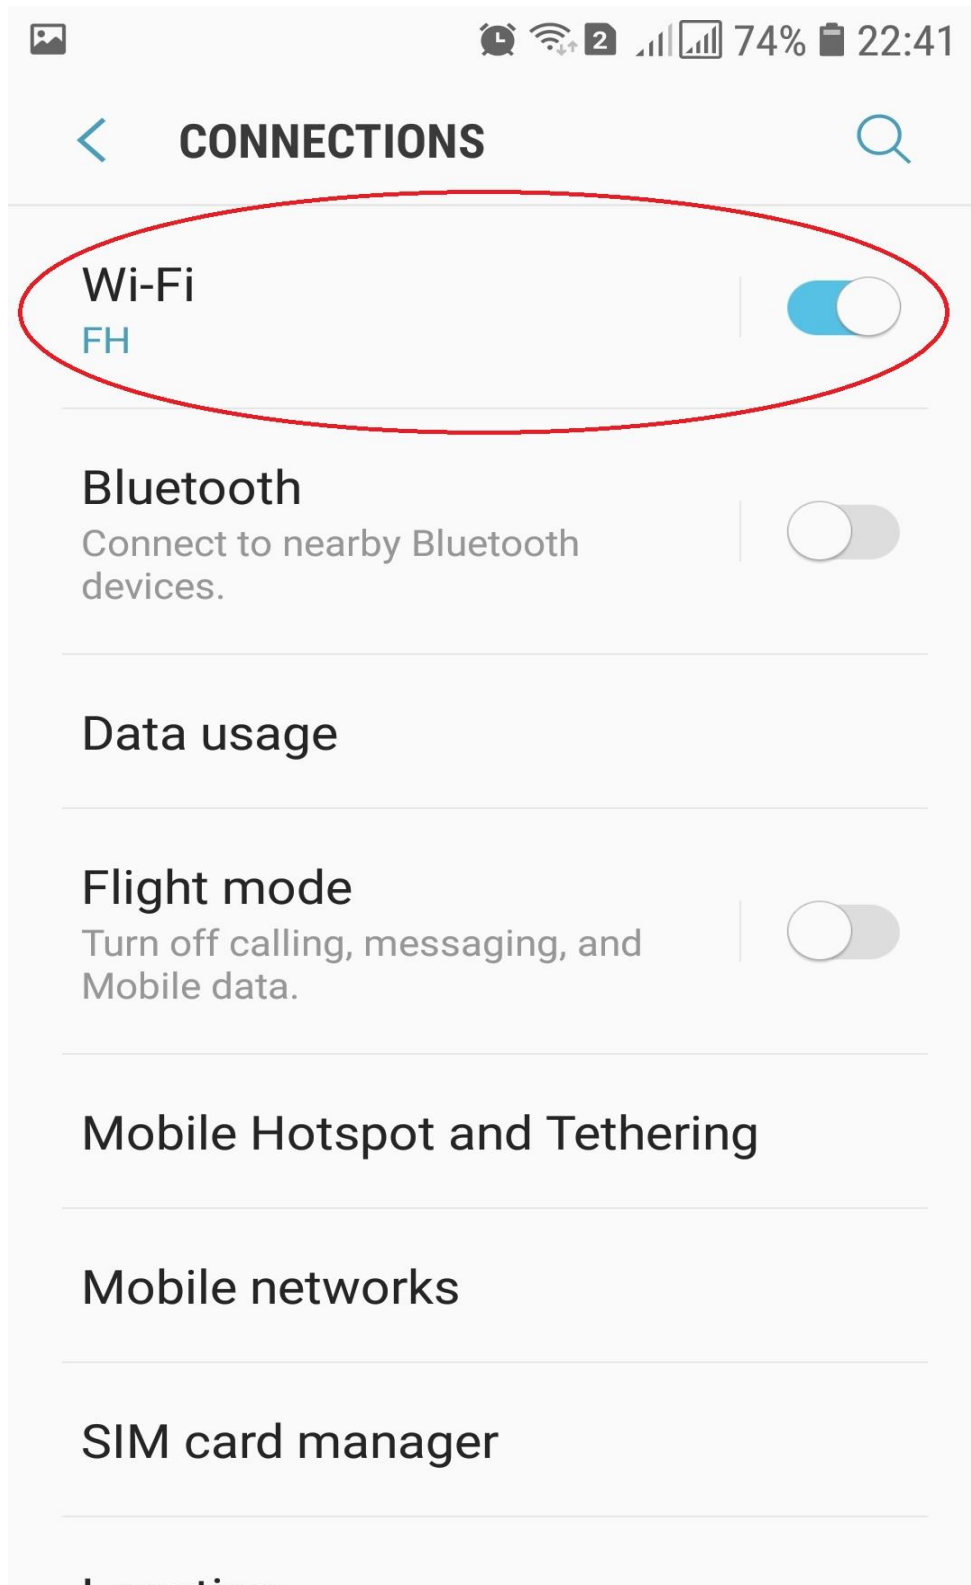 2 74% 22:41
CONNECTIONS
Wi-Fi
FH
Bluetooth
Connect to nearby Bluetooth
devices.
Data usage
Flight mode
Turn off calling, messaging, and
Mobile data.
Mobile Hotspot and Tethering
Mobile networks
SIM card manager